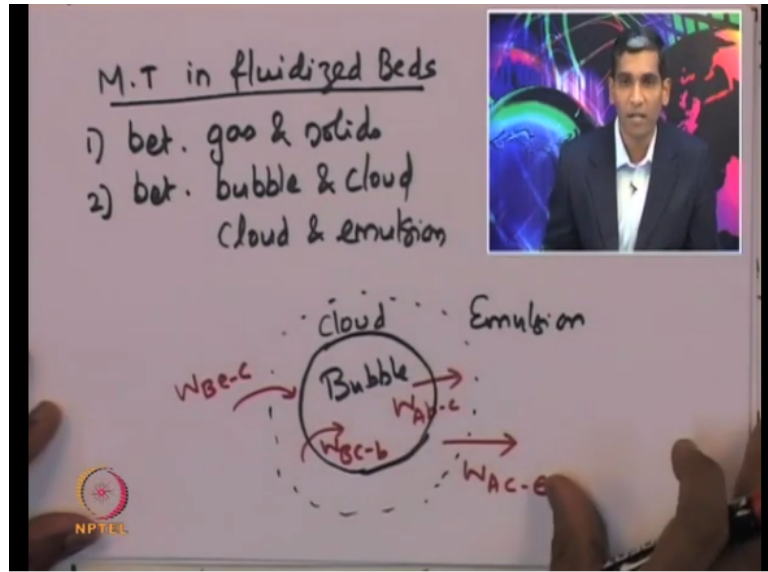 M.T in fluidized Beds
1) bet. gas & solids
2) bet. bubble & cloud
cloud & emulsion
cloud
Emulsion
Bubble
WBe-c
WAb-c
WBC-b
WAC-e
NPTEL